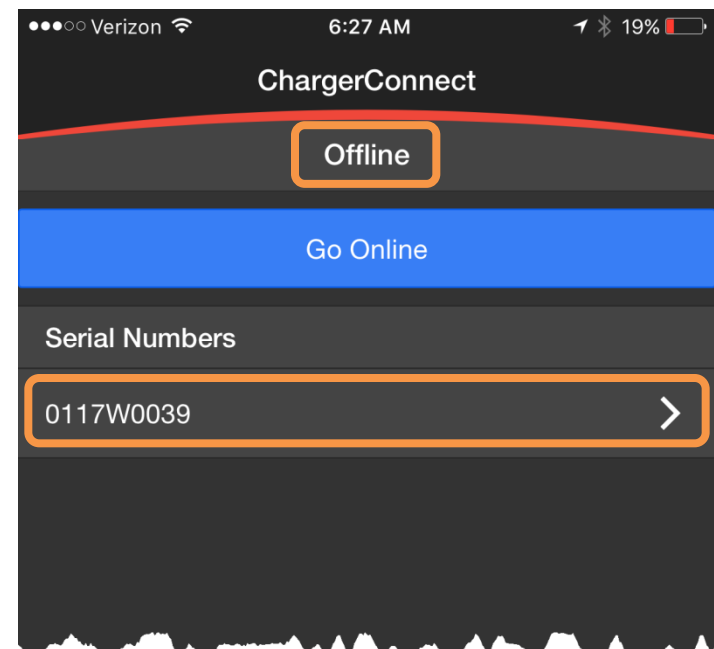 Verizon 6:27 AM 19%
ChargerConnect
Offline
Go Online
Serial Numbers
0117W0039